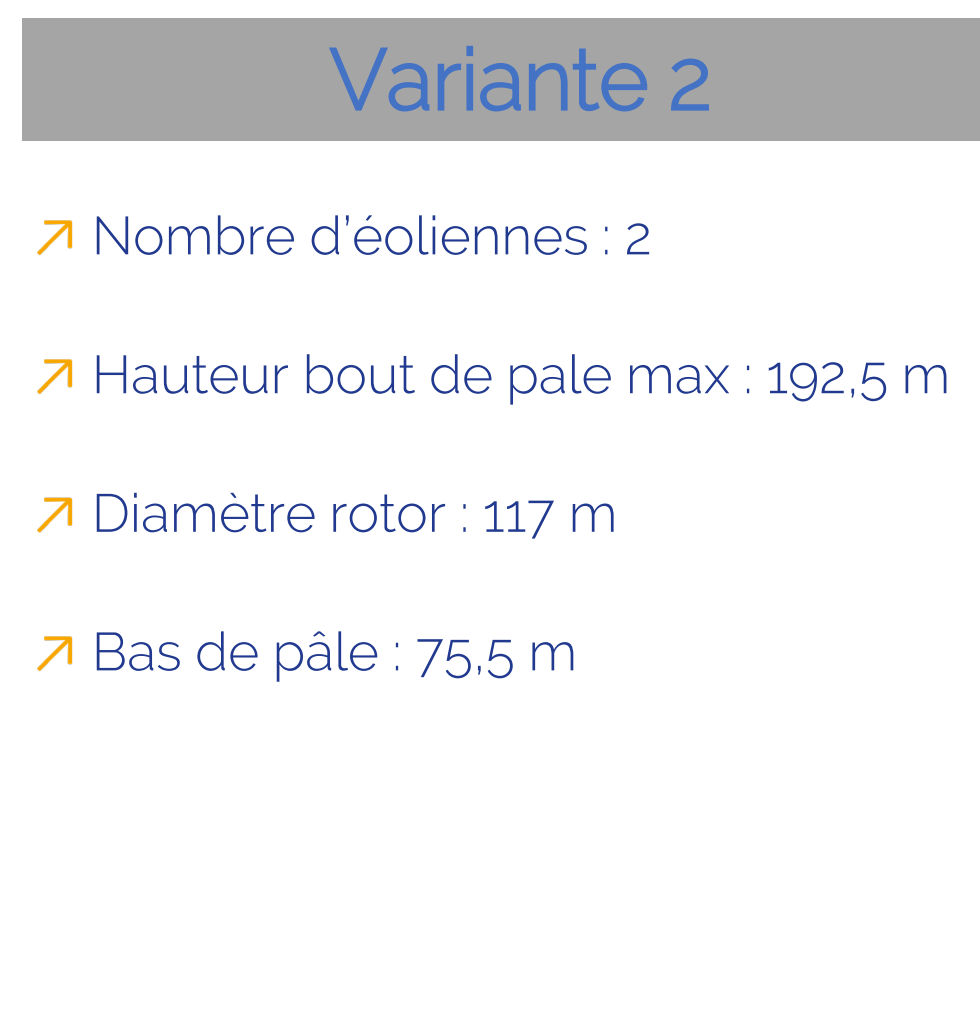 Variante 2
Nombre d’éoliennes : 2
Hauteur bout de pale max : 192,5 m
Diamètre rotor : 117 m
Bas de pâle : 75,5 m